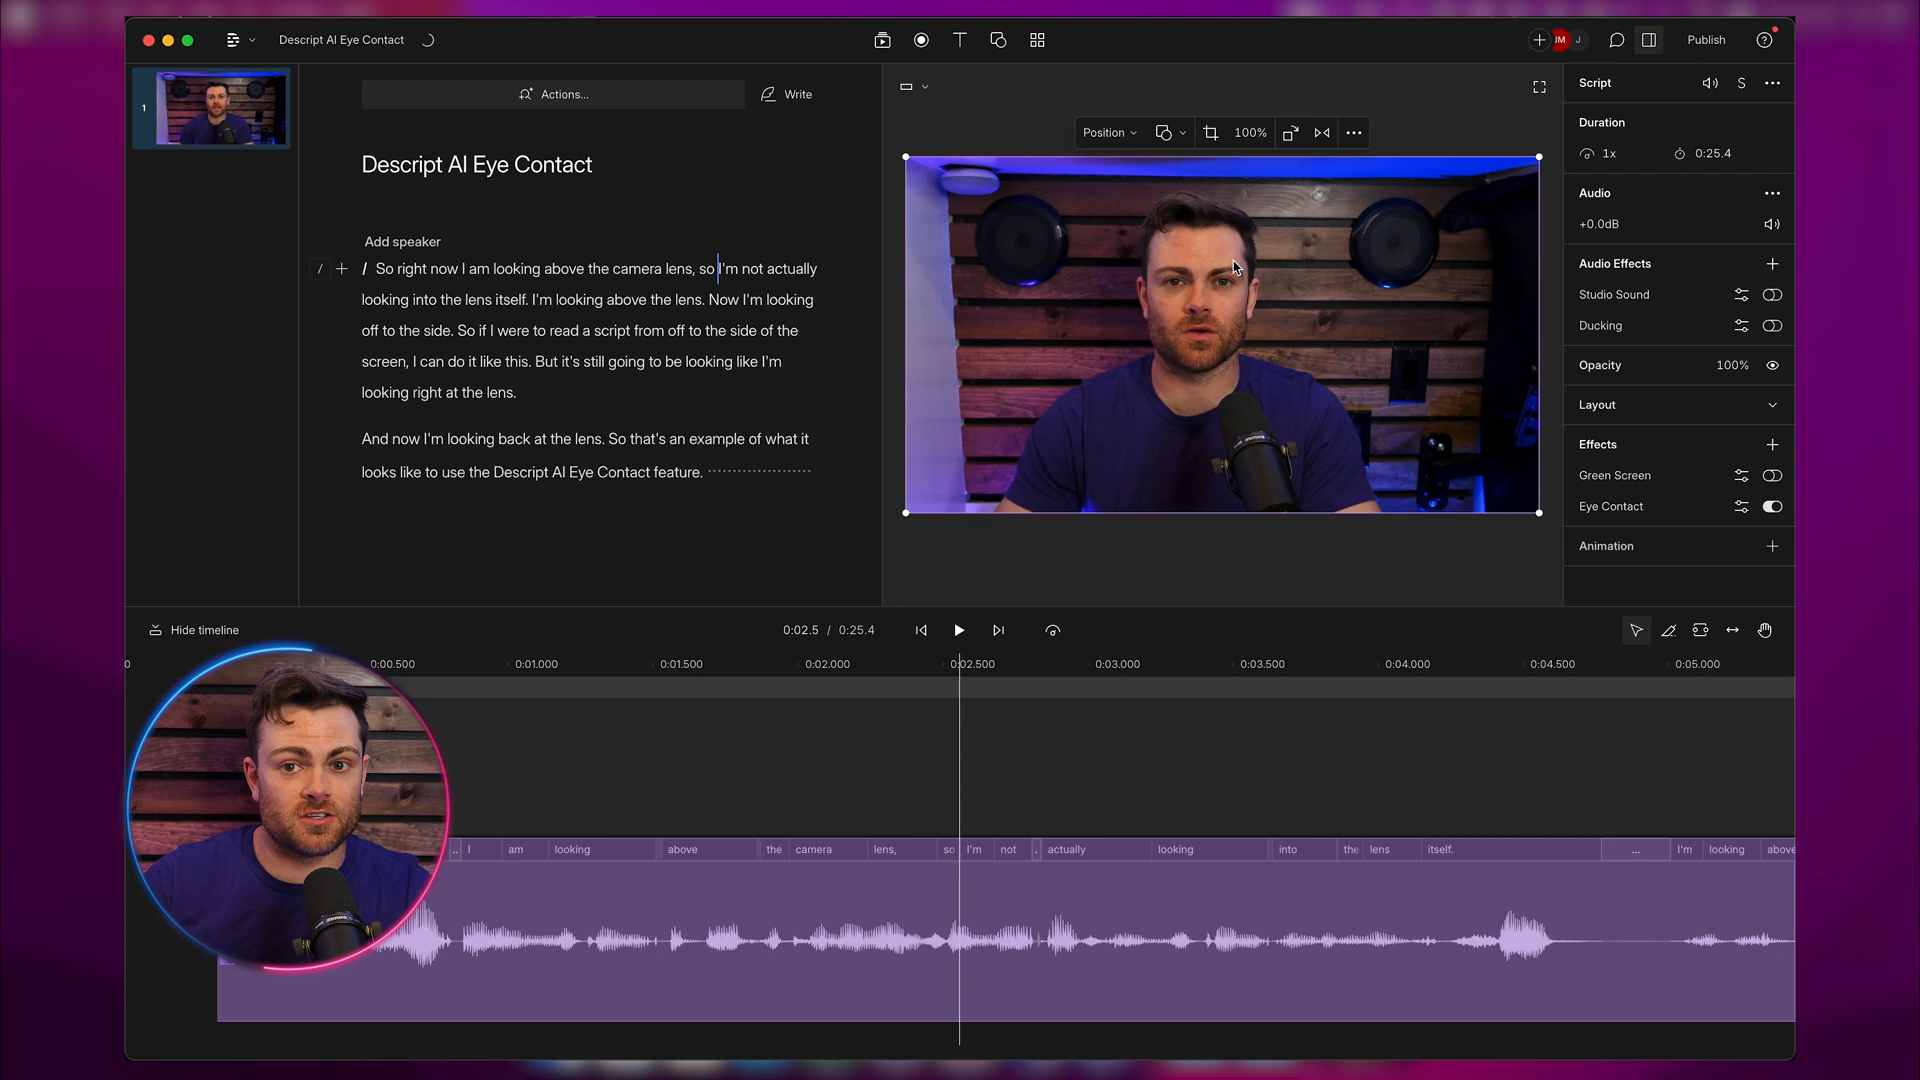 Descript AI Eye Contact
JM
J
Publish
1
Actions...
Write
Descript AI Eye Contact
Add speaker
/ + / So right now I am looking above the camera lens, so I'm not actually
looking into the lens itself. I'm looking above the lens. Now I'm looking
off to the side. So if I were to read a script from off to the side of the
screen, I can do it like this. But it's still going to be looking like I'm
looking right at the lens.
And now I'm looking back at the lens. So that's an example of what it
looks like to use the Descript AI Eye Contact feature.
Position
100%
Script
S
Duration
1x
0:25.4
Audio
+0.0dB
Audio Effects
Studio Sound
Ducking
Opacity
100%
Layout
Effects
Green Screen
Eye Contact
Animation
Hide timeline
0:02.5 / 0:25.4
0 0:00.500 0:01.000 0:01.500 0:02.000 0:02.500 0:03.000 0:03.500 0:04.000 0:04.500 0:05.000
.. I am looking above the camera lens, so I'm not . actually looking into the lens itself. ... I'm looking above